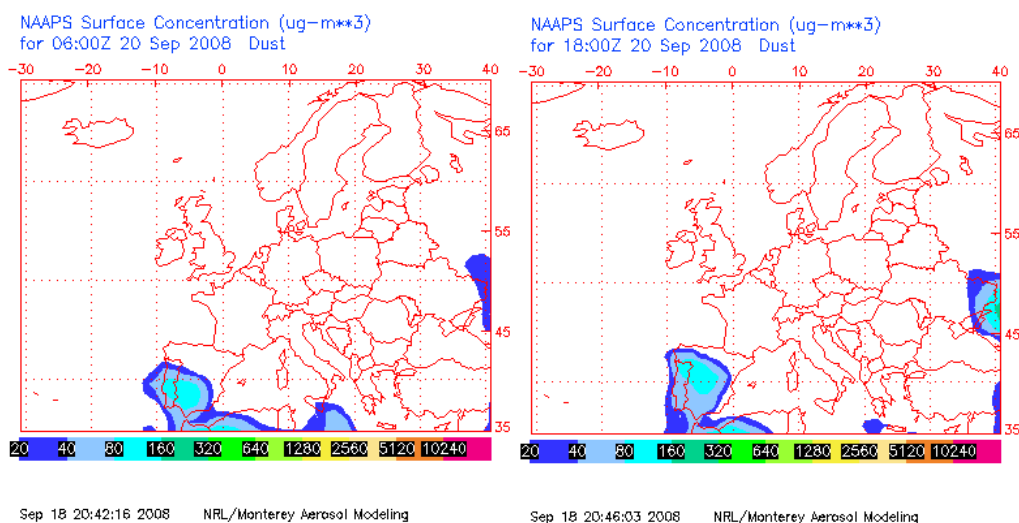 NAAPS Surface Concentration (ug-m**3)
for 06:00Z 20 Sep 2008 Dust
-30 -20 -10 0 10 20 30 40
65
55
45
35
20 40 80 160 320 640 1280 2560 5120 10240
Sep 18 20:42:16 2008 NRL/Monterey Aerosol Modeling
NAAPS Surface Concentration (ug-m**3)
for 18:00Z 20 Sep 2008 Dust
-30 -20 -10 0 10 20 30 40
65
55
45
35
20 40 80 160 320 640 1280 2560 5120 10240
Sep 18 20:46:03 2008 NRL/Monterey Aerosol Modeling